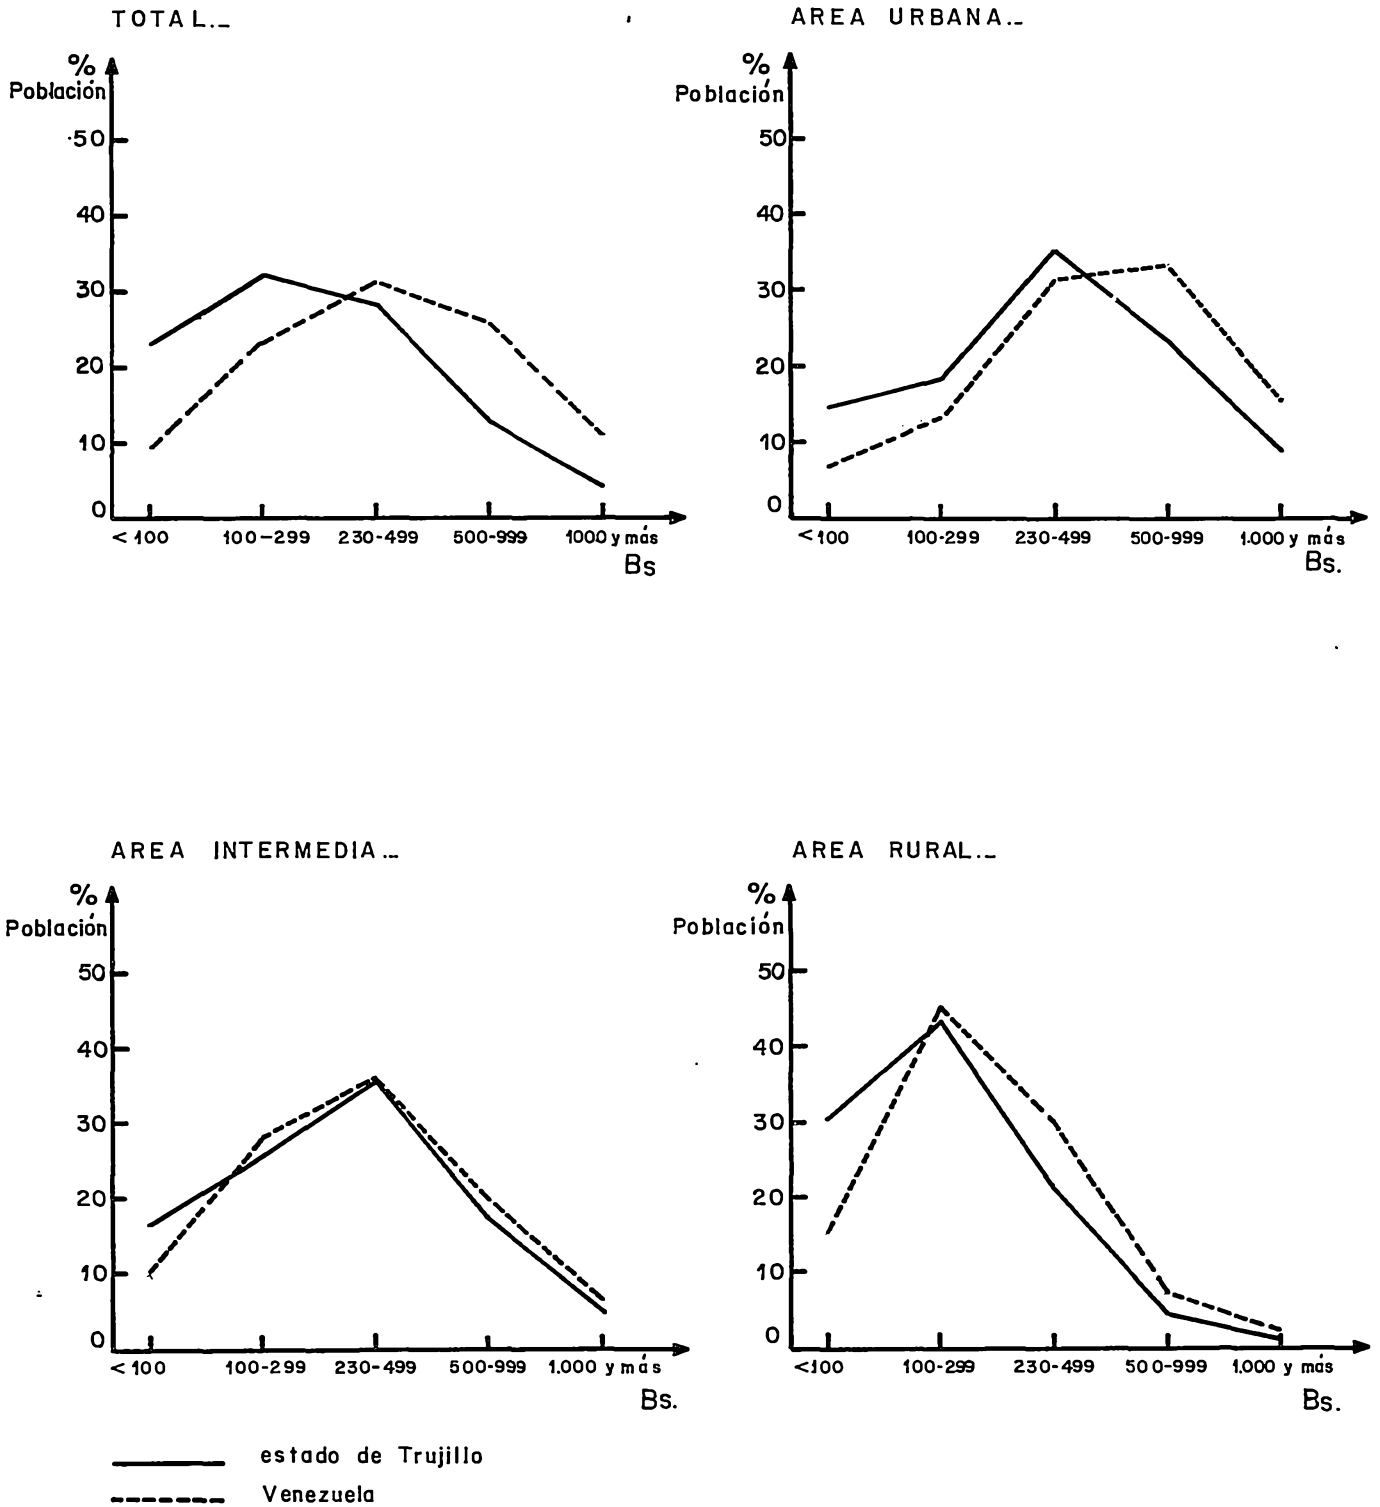 TOTAL._
%
Población
50
40
30
20
10
0
<100 100-299 230-499 500-999 1000 y más
Bs
AREA URBANA._
%
Población
50
40
30
20
10
0
<100 100-299 230-499 500-999 1.000 y más
Bs.
AREA INTERMEDIA._
%
Población
50
40
30
20
10
0
<100 100-299 230-499 500-999 1.000 y más
Bs.
AREA RURAL._
%
Población
50
40
30
20
10
0
<100 100-299 230-499 500-999 1.000 y más
Bs.
estado de Trujillo
Venezuela